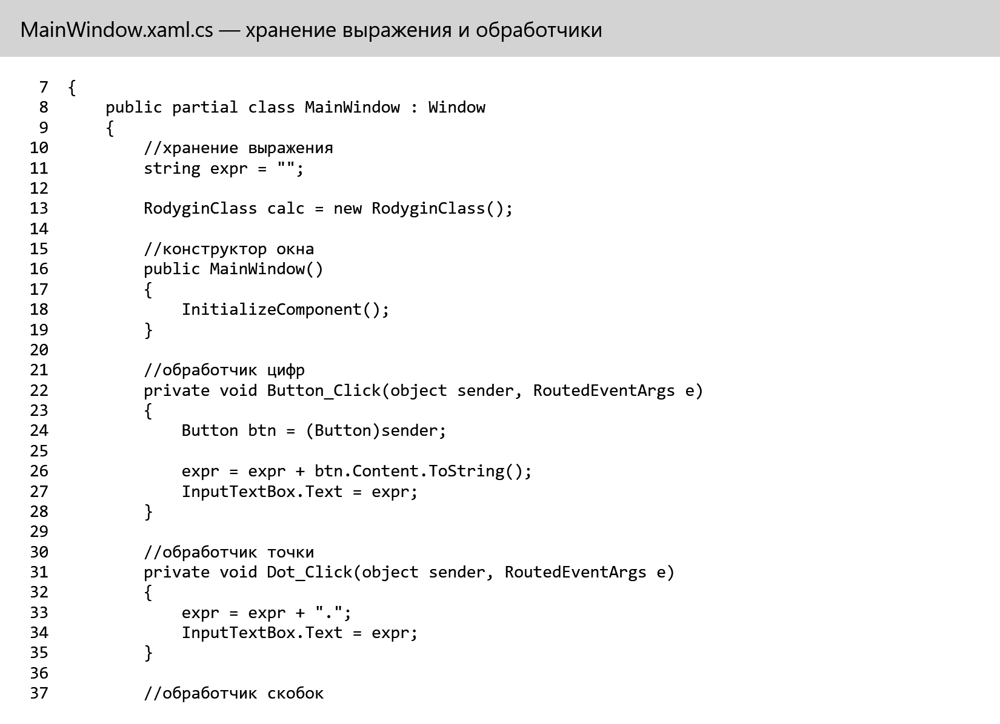 MainWindow.xaml.cs — хранение выражения и обработчики
7 {
8     public partial class MainWindow : Window
9     {
10         //хранение выражения
11         string expr = "";
12
13         RodyginClass calc = new RodyginClass();
14
15         //конструктор окна
16         public MainWindow()
17         {
18             InitializeComponent();
19         }
20
21         //обработчик цифр
22         private void Button_Click(object sender, RoutedEventArgs e)
23         {
24             Button btn = (Button)sender;
25
26             expr = expr + btn.Content.ToString();
27             InputTextBox.Text = expr;
28         }
29
30         //обработчик точки
31         private void Dot_Click(object sender, RoutedEventArgs e)
32         {
33             expr = expr + ".";
34             InputTextBox.Text = expr;
35         }
36
37         //обработчик скобок